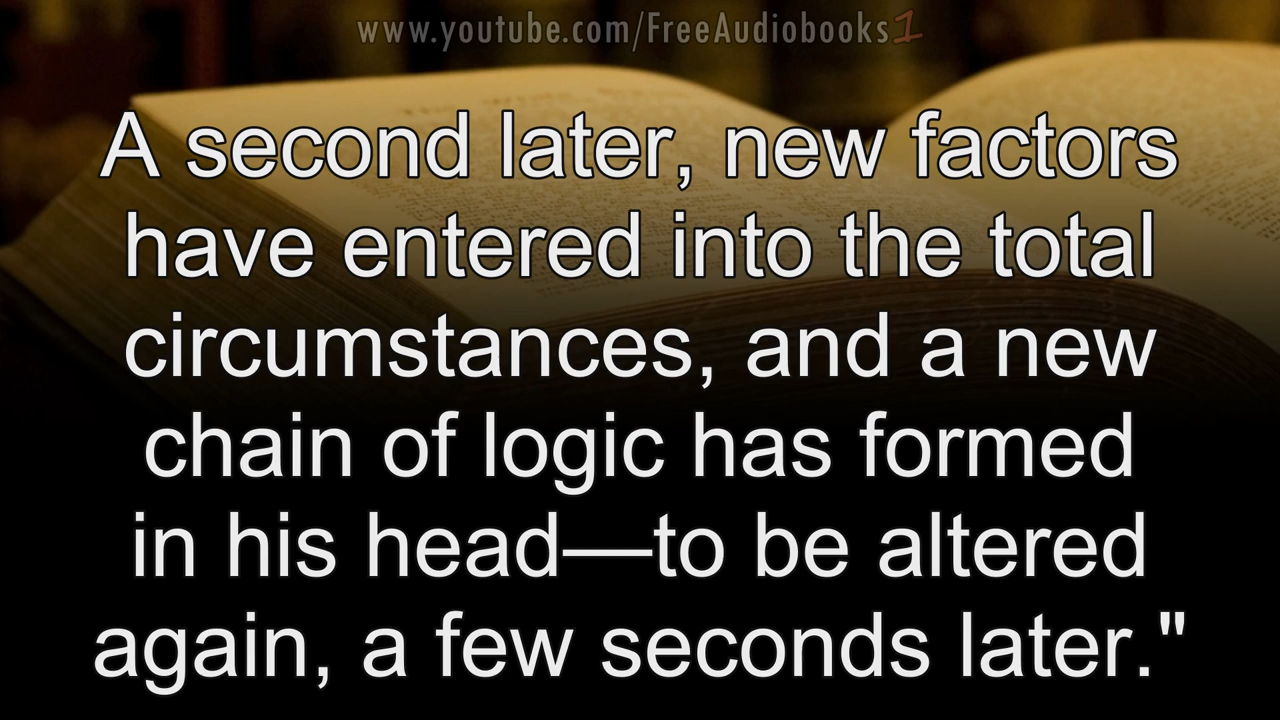 www.youtube.com/FreeAudiobooks1
A second later, new factors
have entered into the total
circumstances, and a new
chain of logic has formed
in his head—to be altered
again, a few seconds later."